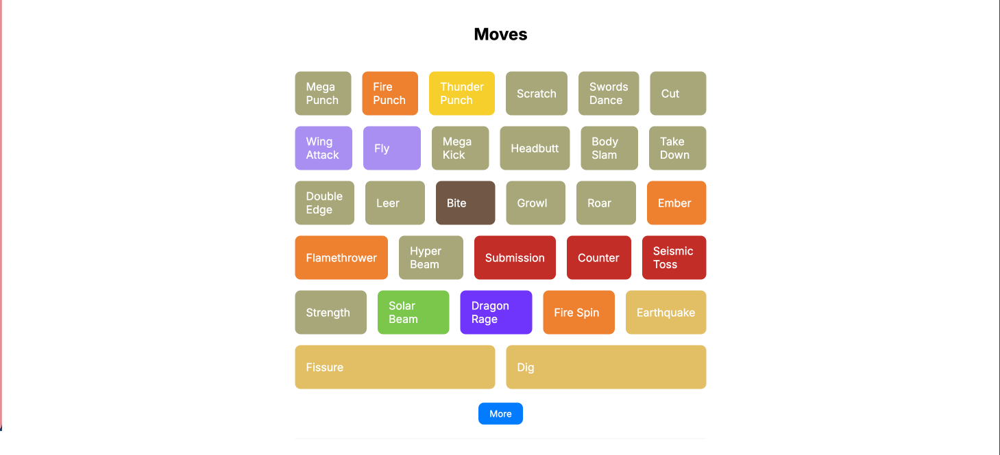 Moves
Mega
Punch
Fire
Punch
Thunder
Punch
Scratch
Swords
Dance
Cut
Wing
Attack
Fly
Mega
Kick
Headbutt
Body
Slam
Take
Down
Double
Edge
Leer
Bite
Growl
Roar
Ember
Flamethrower
Hyper
Beam
Submission
Counter
Seismic
Toss
Strength
Solar
Beam
Dragon
Rage
Fire Spin
Earthquake
Fissure
Dig
More